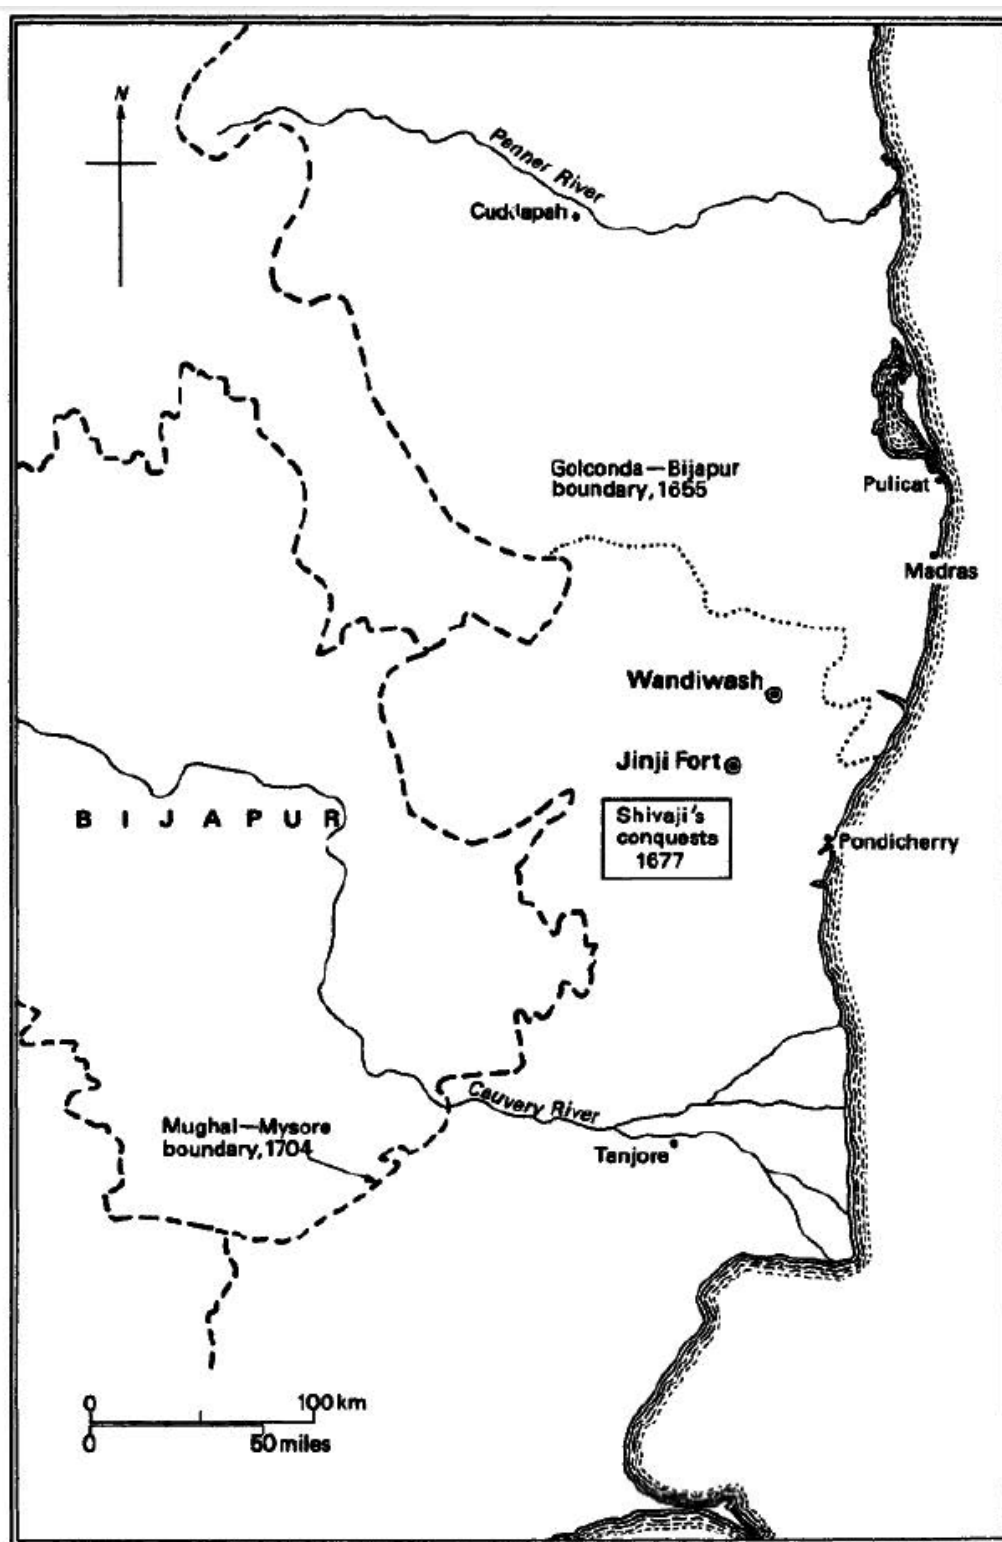 N
Penner River
Cuddapah
Golconda—Bijapur
boundary, 1655
Pulicat
Madras
Wandiwash
Jinji Fort
BIJAPUR
Shivaji's
conquests
1677
Pondicherry
Cauvery River
Mughal—Mysore
boundary, 1704
Tanjore
0 100 km
0 50 miles